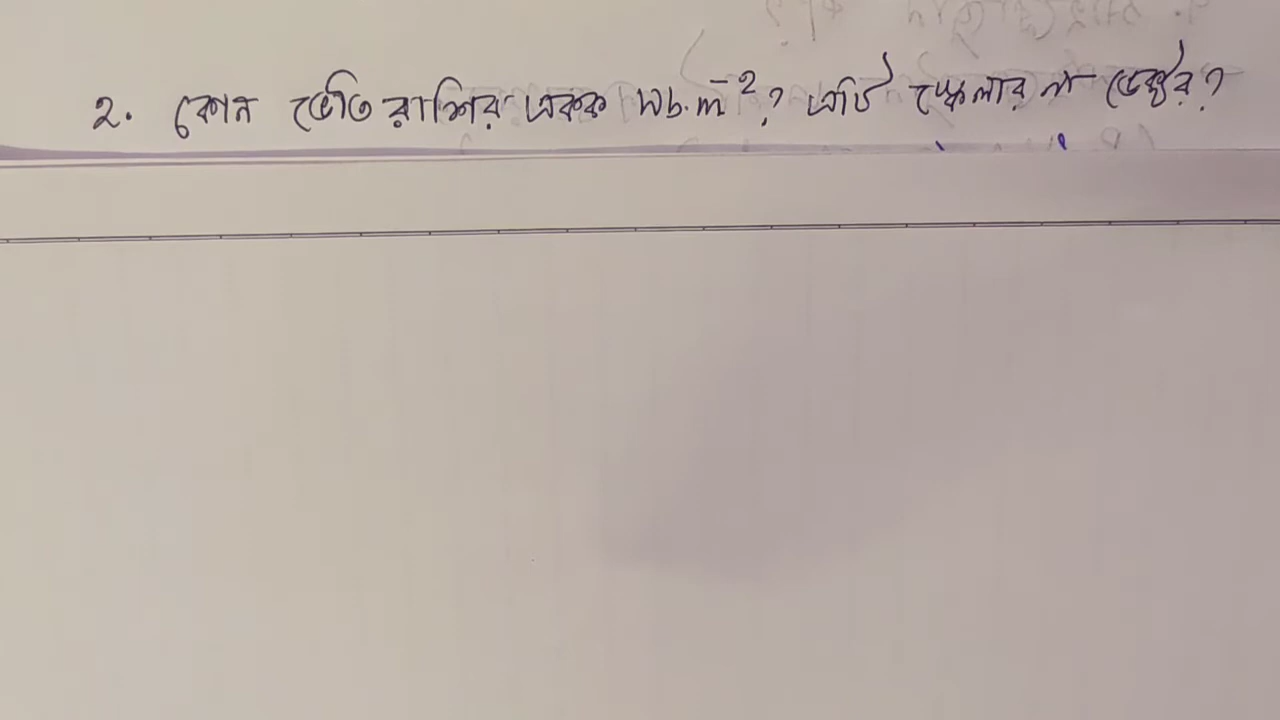 ২. কোন ভৌত রাশির একক Wb.m⁻²? এটি স্কেলার না ভেক্টর?